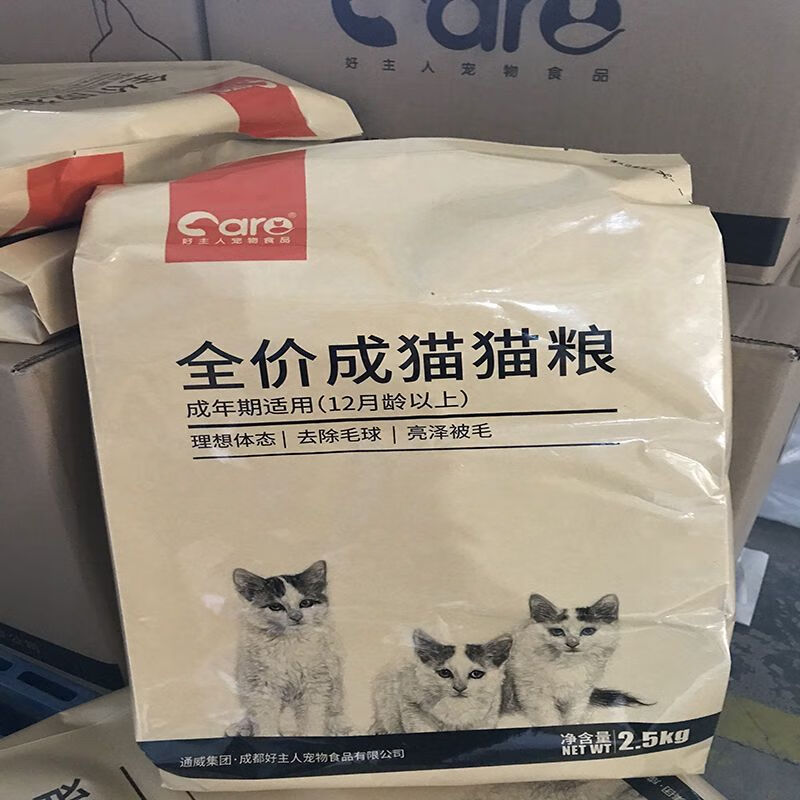 Care
好主人宠物食品
Care®
好主人宠物食品
全价成猫猫粮
成年期适用(12月龄以上)
理想体态|去除毛球|亮泽被毛
净含量
NET WT 2.5kg
通威集团·成都好主人宠物食品有限公司